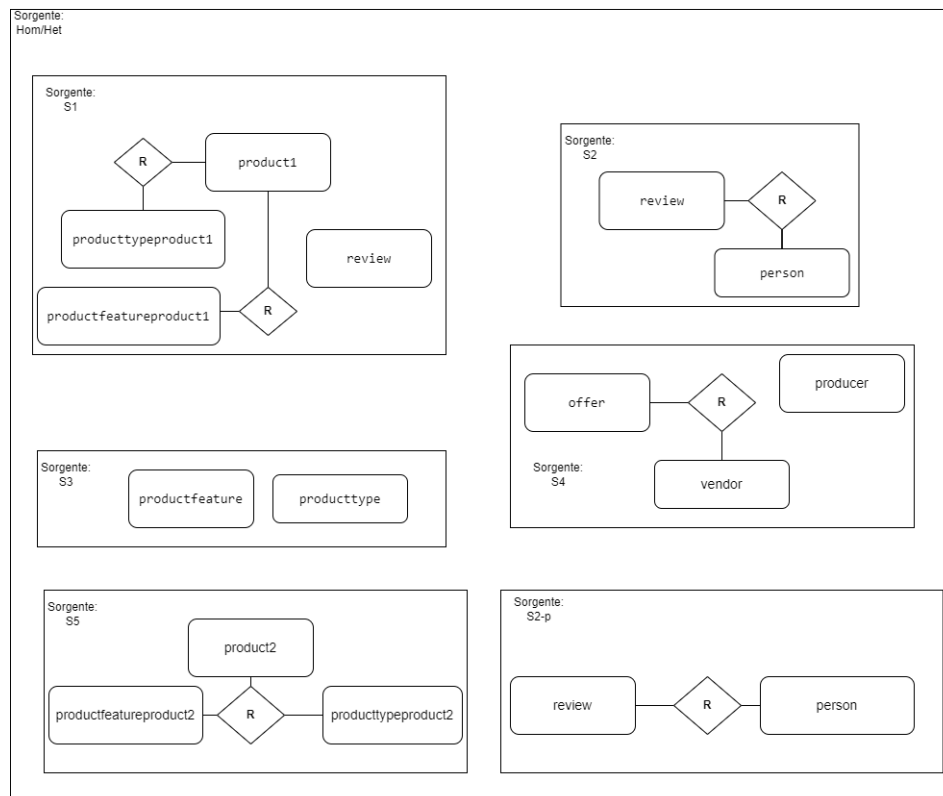 Sorgente:
Hom/Het
Sorgente:
S1
R
product1
producttypeproduct1
review
productfeatureproduct1
R
Sorgente:
S2
review
R
person
offer
R
producer
Sorgente:
S4
vendor
Sorgente:
S3
productfeature
producttype
Sorgente:
S5
product2
productfeatureproduct2
R
producttypeproduct2
Sorgente:
S2-p
review
R
person